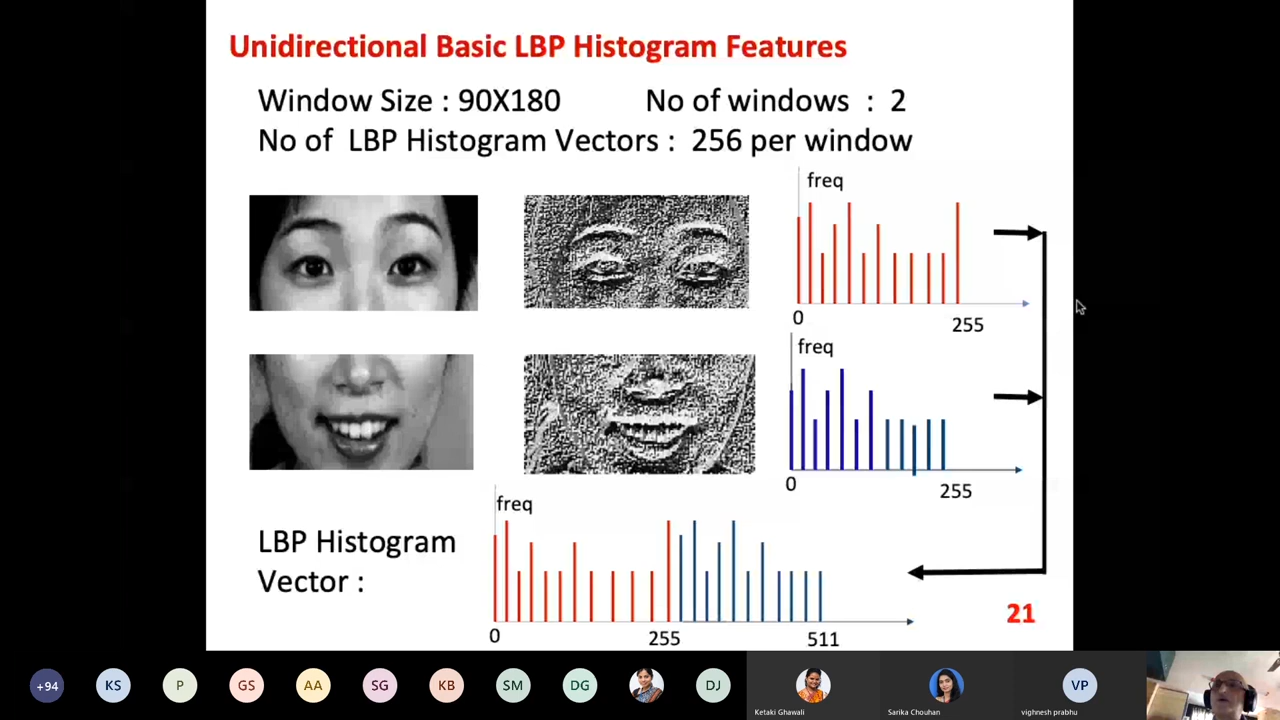 Unidirectional Basic LBP Histogram Features
Window Size : 90X180 No of windows : 2
No of LBP Histogram Vectors : 256 per window
freq
0 255
freq
0 255
LBP Histogram
Vector :
freq
0 255 511
21
+94 KS P GS AA SG KB SM DG DJ VP
Ketaki Ghawali Sarika Chouhan vighnesh prabhu